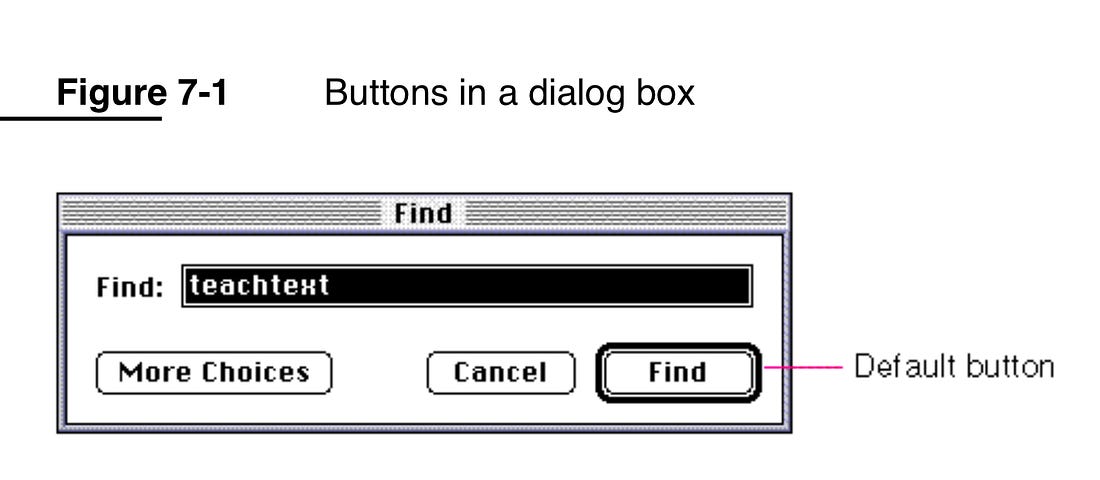 Figure 7-1 Buttons in a dialog box
Find
Find: teachtext
More Choices Cancel Find Default button